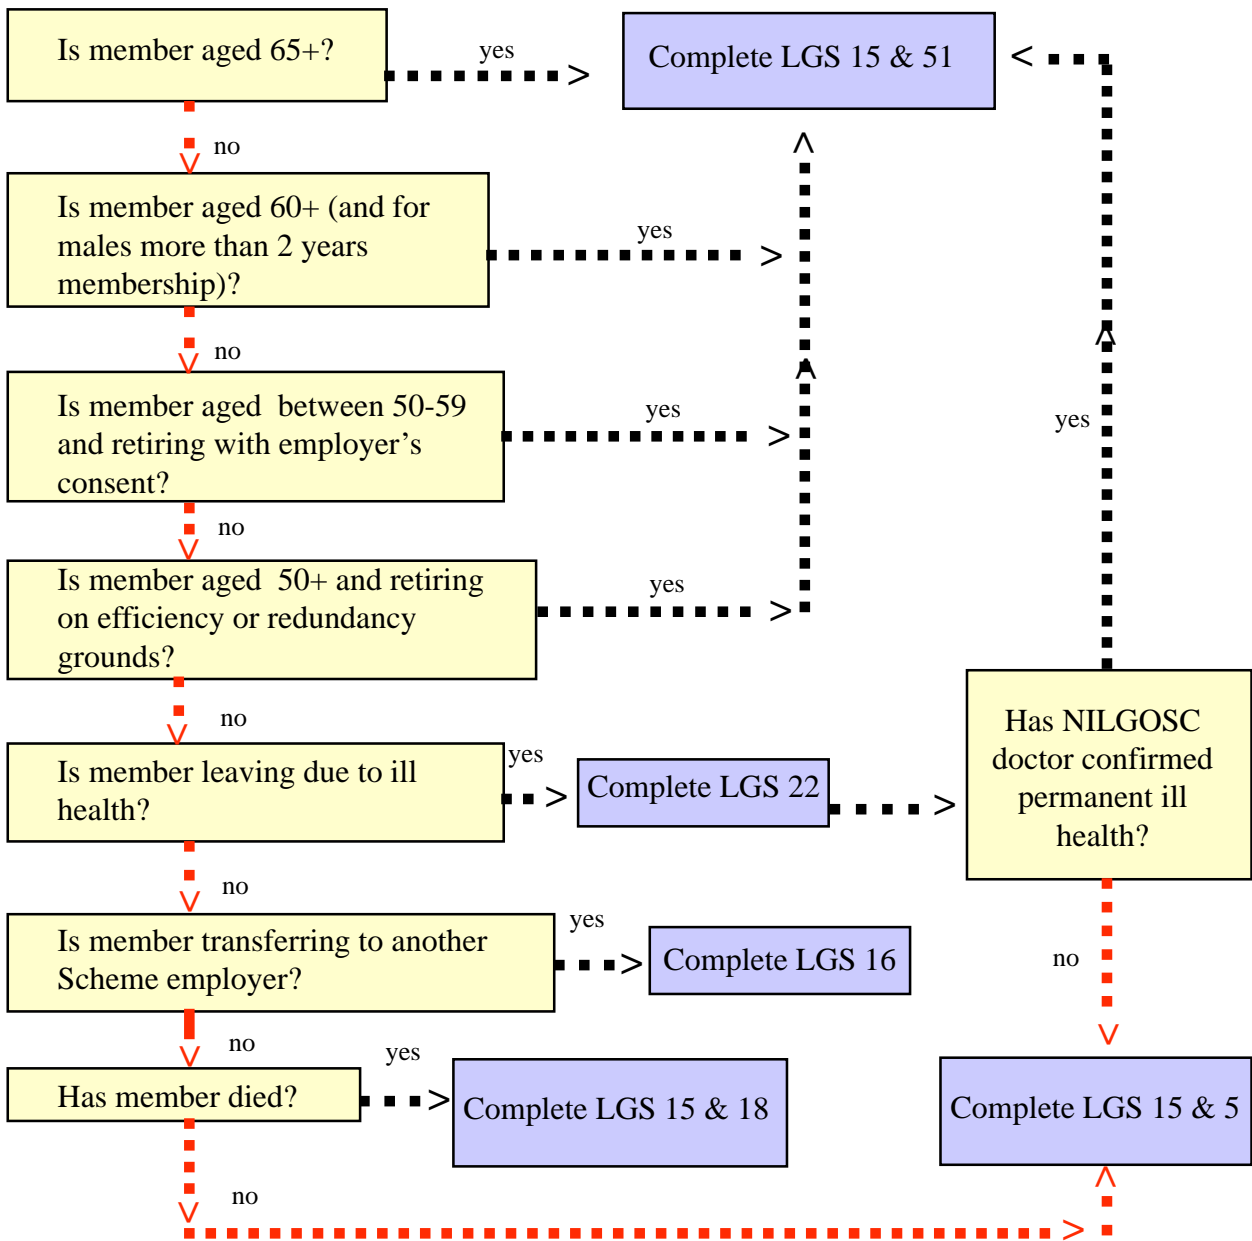 Is member aged 65+?
yes
Complete LGS 15 & 51
no
Is member aged 60+ (and for
males more than 2 years
membership)?
yes
no
Is member aged  between 50-59
and retiring with employer’s
consent?
yes
yes
no
Is member aged  50+ and retiring
on efficiency or redundancy
grounds?
yes
no
Is member leaving due to ill
health?
yes
Complete LGS 22
Has NILGOSC
doctor confirmed
permanent ill
health?
no
Is member transferring to another
Scheme employer?
yes
Complete LGS 16
no
no
Has member died?
yes
Complete LGS 15 & 18
Complete LGS 15 & 5
no